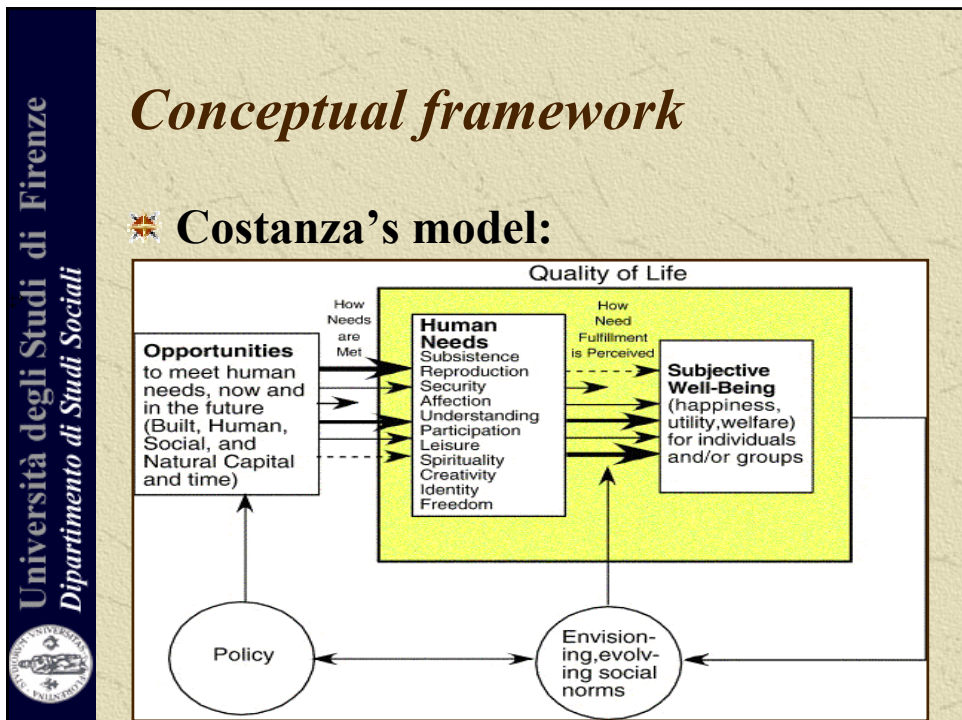 Università degli Studi di Firenze
Dipartimento di Studi Sociali
Conceptual framework
Costanza's model:
Quality of Life
How
Needs
are
Met
Opportunities
to meet human
needs, now and
in the future
(Built, Human,
Social, and
Natural Capital
and time)
Human
Needs
Subsistence
Reproduction
Security
Affection
Understanding
Participation
Leisure
Spirituality
Creativity
Identity
Freedom
How
Need
Fulfillment
is Perceived
Subjective
Well-Being
(happiness,
utility,welfare)
for individuals
and/or groups
Policy
Envision-
ing,evolv-
ing social
norms